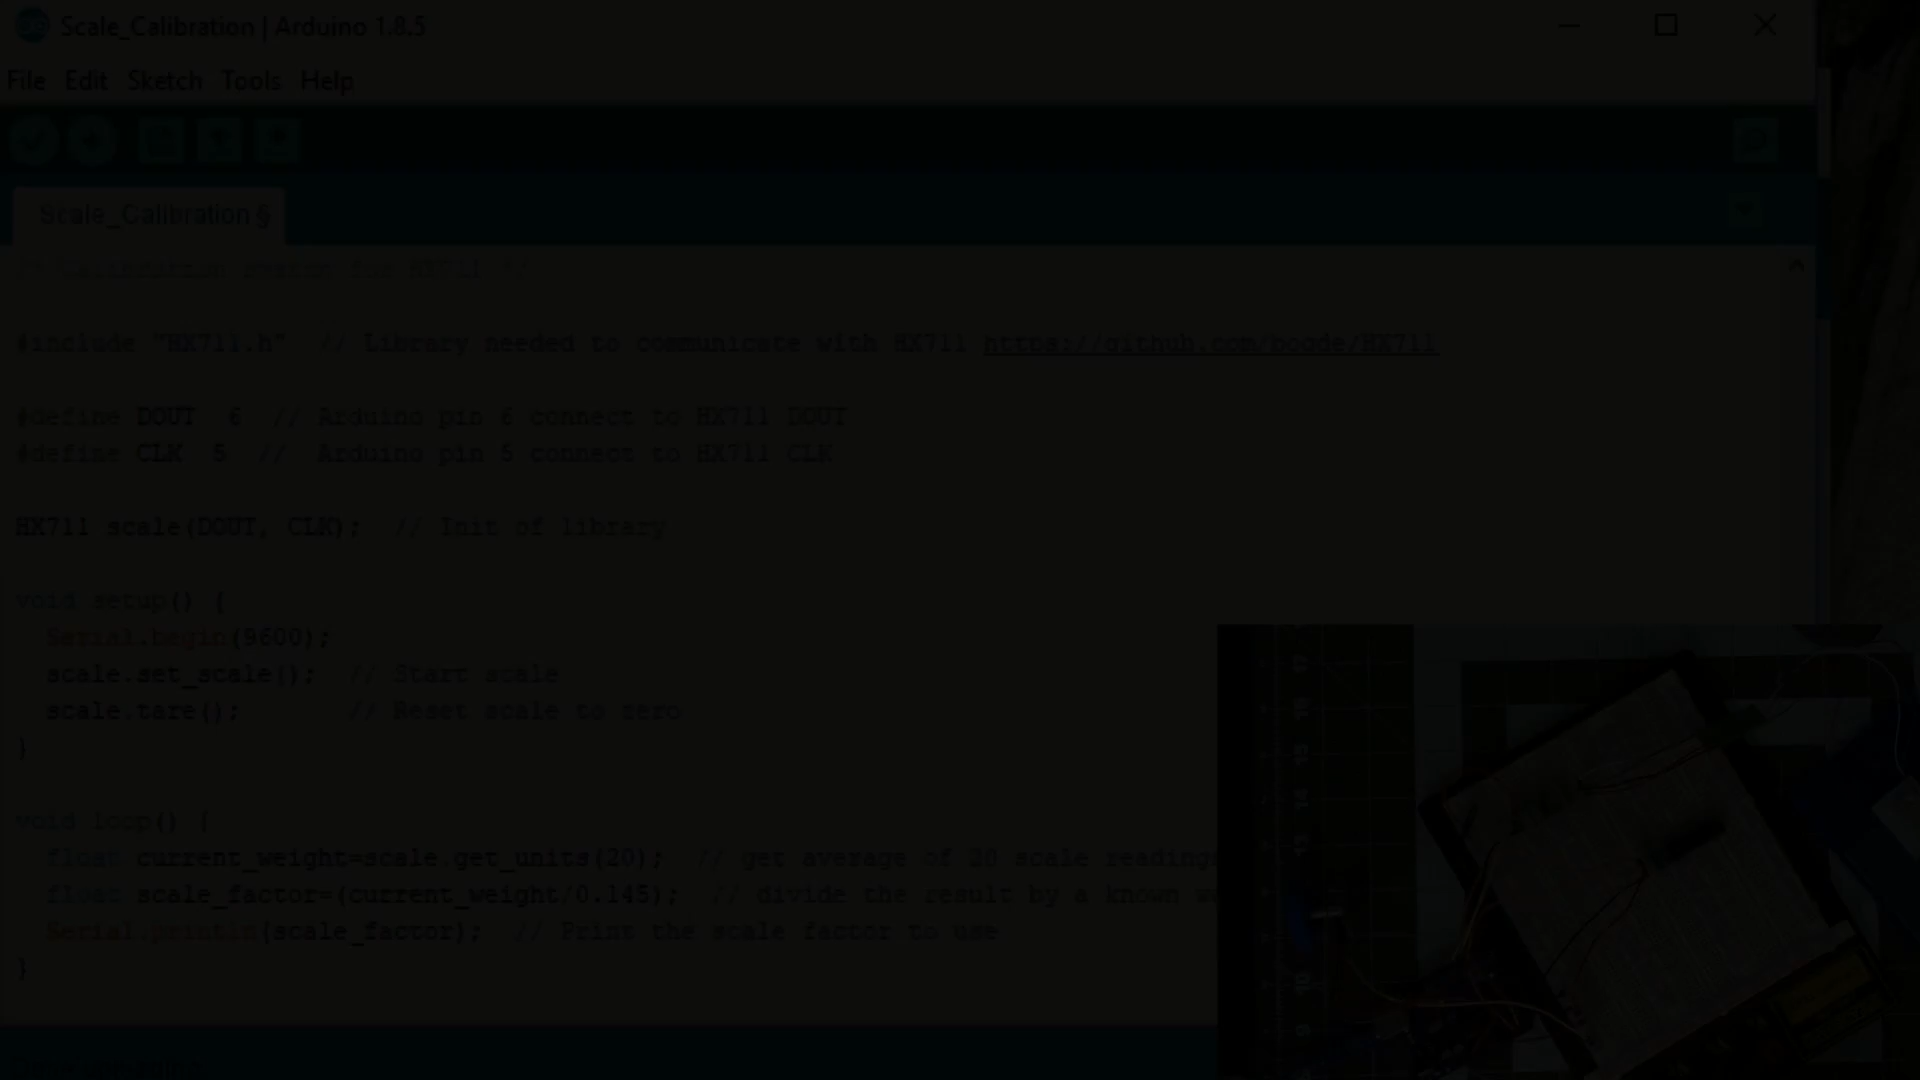 Scale_Calibration | Arduino 1.8.5
File Edit Sketch Tools Help
Scale_Calibration §
/* Calibration sketch for HX711 */
#include "HX711.h" // Library needed to communicate with HX711 https://github.com/bogde/HX711
#define DOUT 6 // Arduino pin 6 connect to HX711 DOUT
#define CLK 5 // Arduino pin 5 connect to HX711 CLK
HX711 scale(DOUT, CLK); // Init of library
void setup() {
Serial.begin(9600);
scale.set_scale(); // Start scale
scale.tare(); // Reset scale to zero
}
void loop() {
float current_weight=scale.get_units(20); // get average of 20 scale readings
float scale_factor=(current_weight/0.145); // divide the result by a known
Serial.println(scale_factor); // Print the scale factor to use
}